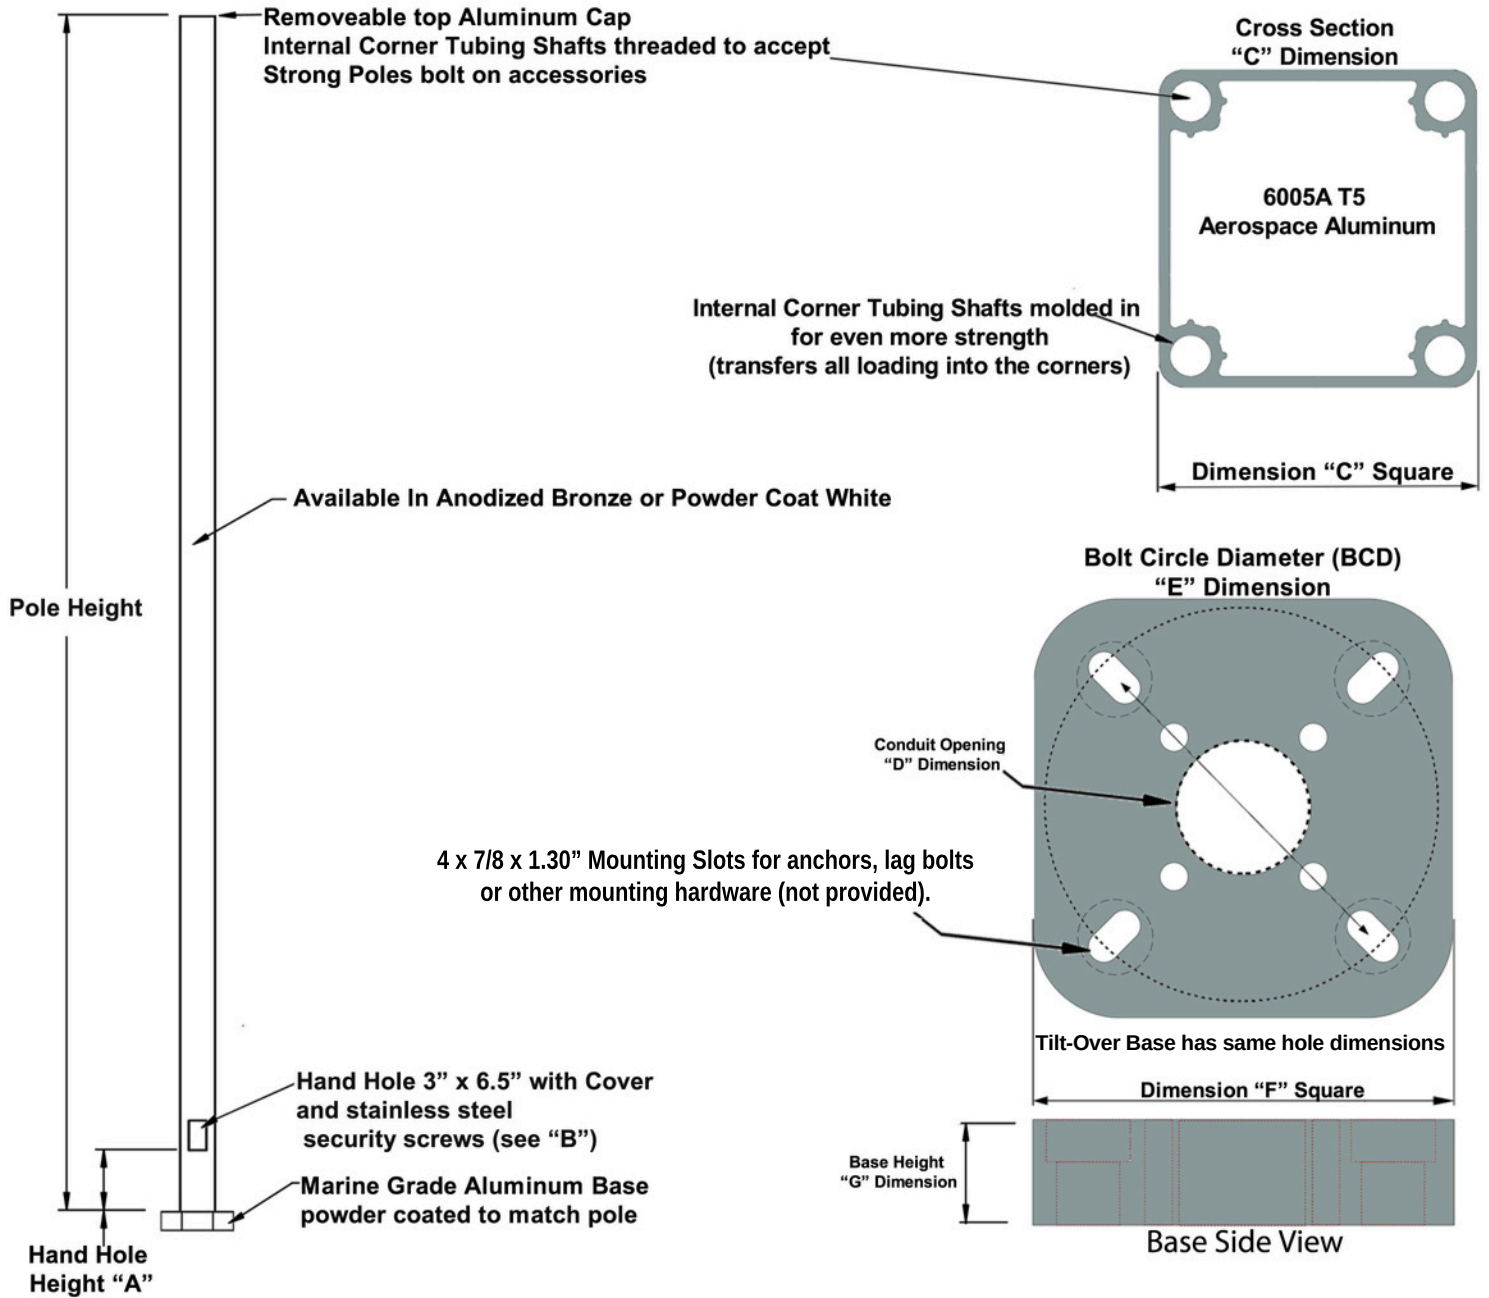 Removeable top Aluminum Cap
Internal Corner Tubing Shafts threaded to accept
Strong Poles bolt on accessories
Cross Section
“C” Dimension
6005A T5
Aerospace Aluminum
Internal Corner Tubing Shafts molded in
for even more strength
(transfers all loading into the corners)
Dimension “C” Square
Available In Anodized Bronze or Powder Coat White
Pole Height
Bolt Circle Diameter (BCD)
“E” Dimension
Conduit Opening
“D” Dimension
4 x 7/8 x 1.30” Mounting Slots for anchors, lag bolts
or other mounting hardware (not provided).
Tilt-Over Base has same hole dimensions
Dimension “F” Square
Hand Hole 3” x 6.5” with Cover
and stainless steel
security screws (see “B”)
Marine Grade Aluminum Base
powder coated to match pole
Hand Hole
Height “A”
Base Height
“G” Dimension
Base Side View